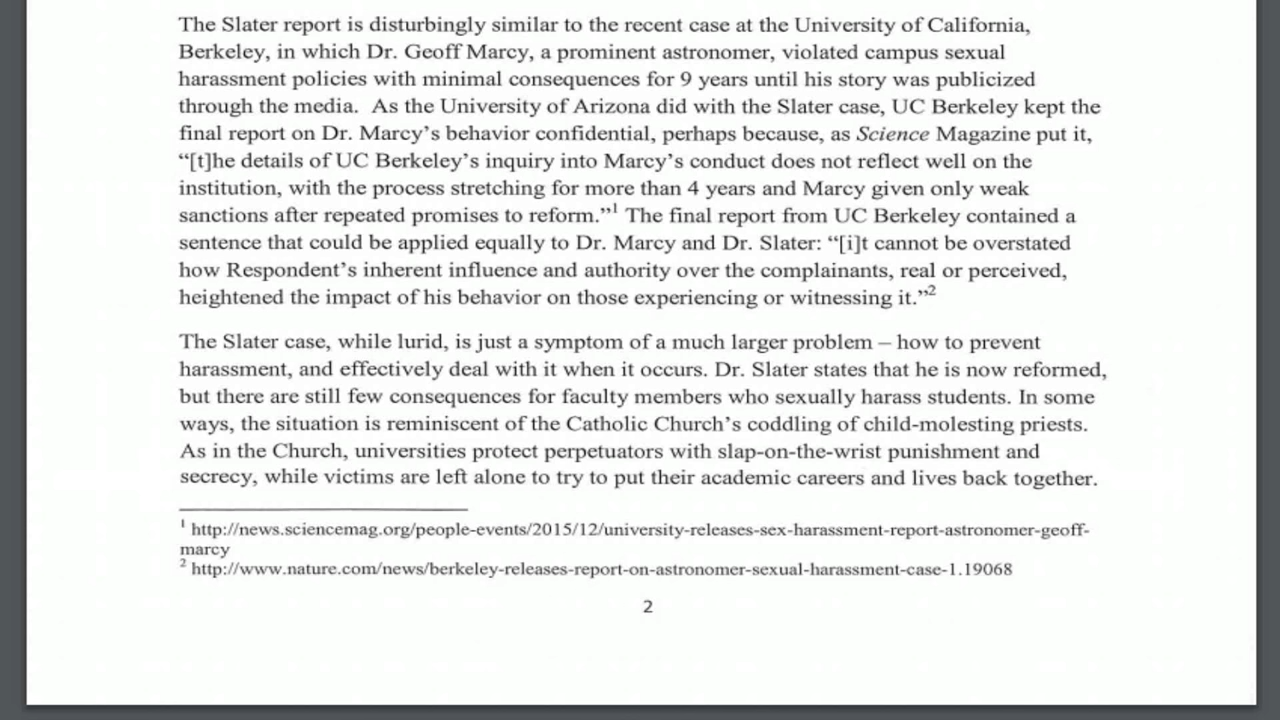 The Slater report is disturbingly similar to the recent case at the University of California,
Berkeley, in which Dr. Geoff Marcy, a prominent astronomer, violated campus sexual
harassment policies with minimal consequences for 9 years until his story was publicized
through the media.  As the University of Arizona did with the Slater case, UC Berkeley kept the
final report on Dr. Marcy’s behavior confidential, perhaps because, as Science Magazine put it,
“[t]he details of UC Berkeley’s inquiry into Marcy’s conduct does not reflect well on the
institution, with the process stretching for more than 4 years and Marcy given only weak
sanctions after repeated promises to reform.”1 The final report from UC Berkeley contained a
sentence that could be applied equally to Dr. Marcy and Dr. Slater: “[i]t cannot be overstated
how Respondent’s inherent influence and authority over the complainants, real or perceived,
heightened the impact of his behavior on those experiencing or witnessing it.”2
The Slater case, while lurid, is just a symptom of a much larger problem – how to prevent
harassment, and effectively deal with it when it occurs. Dr. Slater states that he is now reformed,
but there are still few consequences for faculty members who sexually harass students. In some
ways, the situation is reminiscent of the Catholic Church’s coddling of child-molesting priests.
As in the Church, universities protect perpetuators with slap-on-the-wrist punishment and
secrecy, while victims are left alone to try to put their academic careers and lives back together.
1 http://news.sciencemag.org/people-events/2015/12/university-releases-sex-harassment-report-astronomer-geoff-
marcy
2 http://www.nature.com/news/berkeley-releases-report-on-astronomer-sexual-harassment-case-1.19068
2